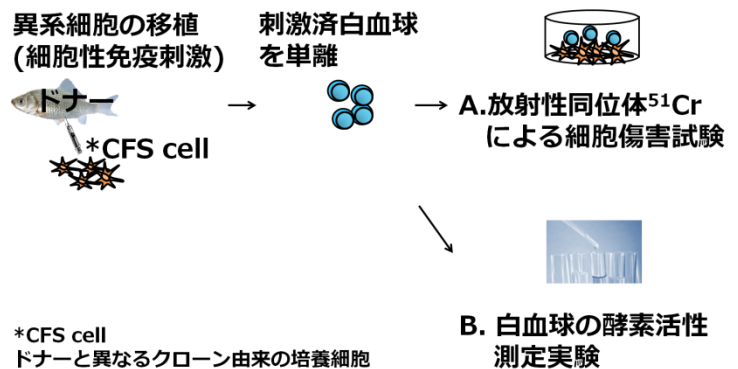 異系細胞の移植
(細胞性免疫刺激)
ドナー
*CFS cell
刺激済白血球
を単離
A.放射性同位体⁵¹Cr
による細胞傷害試験
B. 白血球の酵素活性
測定実験
*CFS cell
ドナーと異なるクローン由来の培養細胞